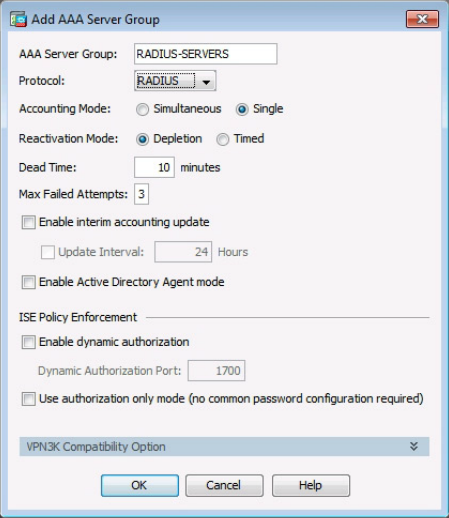 Add AAA Server Group
AAA Server Group: RADIUS-SERVERS
Protocol: RADIUS
Accounting Mode: Simultaneous Single
Reactivation Mode: Depletion Timed
Dead Time: 10 minutes
Max Failed Attempts: 3
Enable interim accounting update
Update Interval: 24 Hours
Enable Active Directory Agent mode
ISE Policy Enforcement
Enable dynamic authorization
Dynamic Authorization Port: 1700
Use authorization only mode (no common password configuration required)
VPN3K Compatibility Option
OK Cancel Help